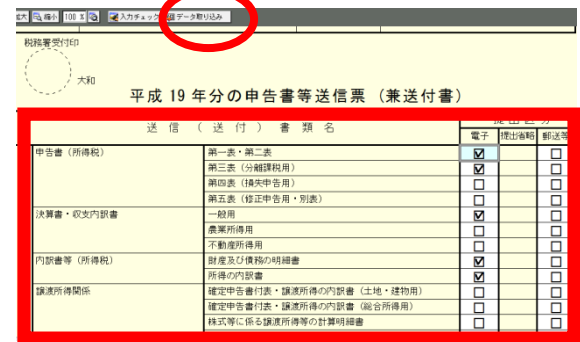 拡大 縮小 100 % 入力チェック データ取り込み
税務署受付印
大和
平成 19 年分の申告書等送信票（兼送付書）
送 信 （ 送 付 ） 書 類 名 提 出 区 分
電子 提出省略 郵送等
申告書（所得税） 第一表・第二表
第三表（分離課税用）
第四表（損失申告用）
第五表（修正申告用・別表）
決算書・収支内訳書 一般用
農業所得用
不動産所得用
内訳書等（所得税） 財産及び債務の明細書
所得の内訳書
譲渡所得関係 確定申告書付表・譲渡所得の内訳書（土地・建物用）
確定申告書付表・譲渡所得の内訳書（総合所得用）
株式等に係る譲渡所得等の計算明細書